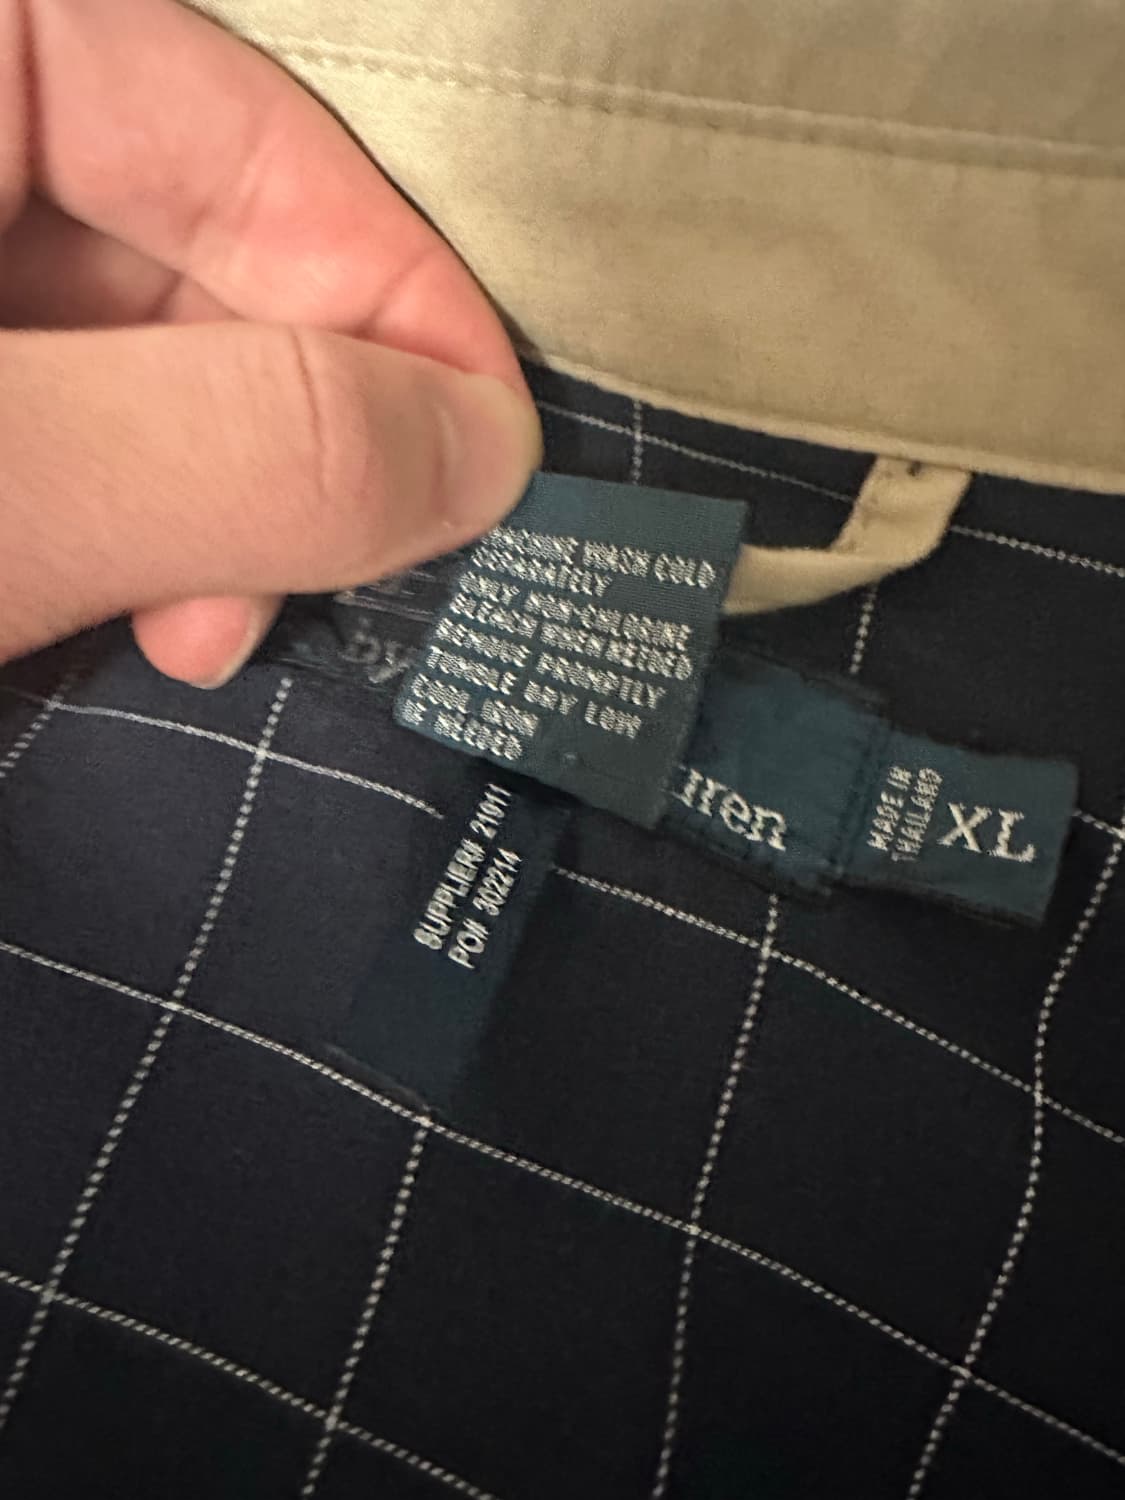 MACHINE WASH COLD
SEPARATELY
ONLY NON-CHLORINE
BLEACH WHEN NEEDED
REMOVE PROMPTLY
TUMBLE DRY LOW
COOL IRON
IF NEEDED
by
uren
MADE IN
THAILAND
XL
SUPPLIER# 21911
PO# 302214